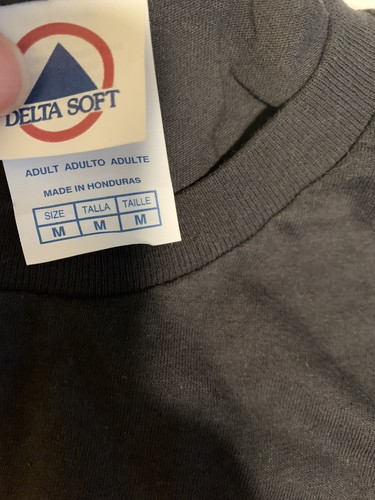 DELTA SOFT
ADULT ADULTO ADULTE
MADE IN HONDURAS
SIZE TALLA TAILLE
M M M